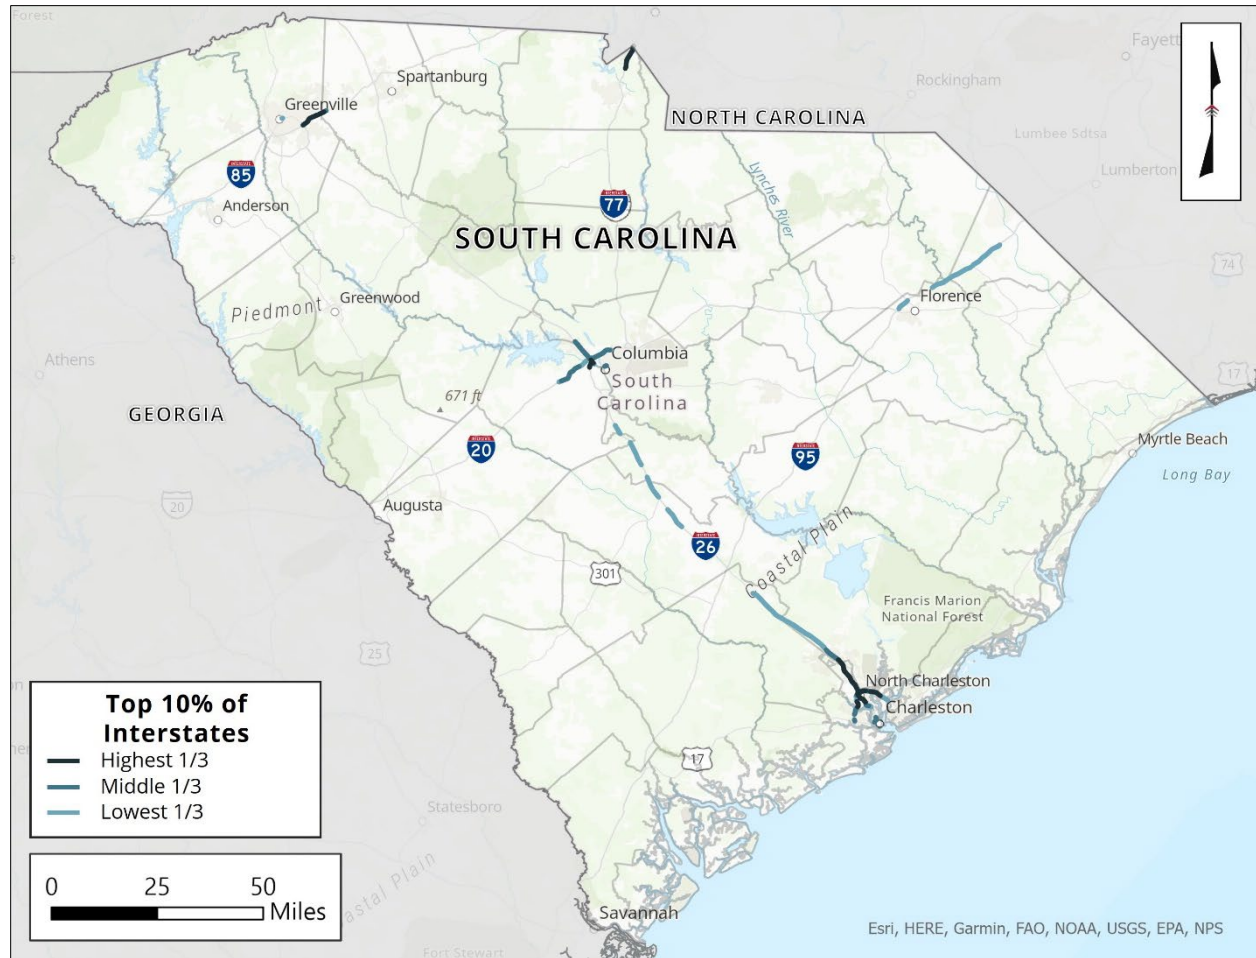 Forest
Fayett
Spartanburg
Rockingham
Greenville
NORTH CAROLINA
Lumbee Sdtsa
Lumberton
85
Lynches River
Anderson
77
SOUTH CAROLINA
74
Piedmont
Greenwood
Florence
Athens
Columbia
South
Carolina
17
671 ft
GEORGIA
20
95
Myrtle Beach
Long Bay
20
Augusta
26
Coastal Plain
301
Francis Marion
National Forest
25
North Charleston
Charleston
Top 10% of
Interstates
Highest 1/3
Middle 1/3
Lowest 1/3
17
Statesboro
0 25 50
Miles
oastal Plain
Savannah
Fort Stewart
Esri, HERE, Garmin, FAO, NOAA, USGS, EPA, NPS